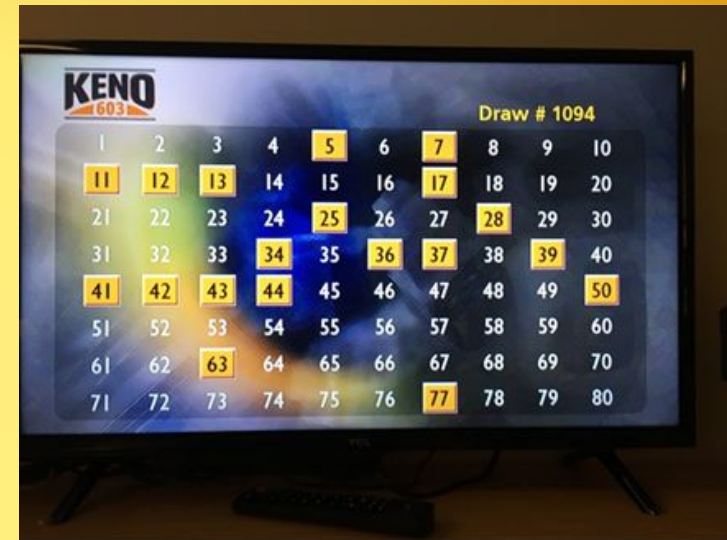 KENO
603
Draw # 1094
1 2 3 4 5 6 7 8 9 10
11 12 13 14 15 16 17 18 19 20
21 22 23 24 25 26 27 28 29 30
31 32 33 34 35 36 37 38 39 40
41 42 43 44 45 46 47 48 49 50
51 52 53 54 55 56 57 58 59 60
61 62 63 64 65 66 67 68 69 70
71 72 73 74 75 76 77 78 79 80
TCL